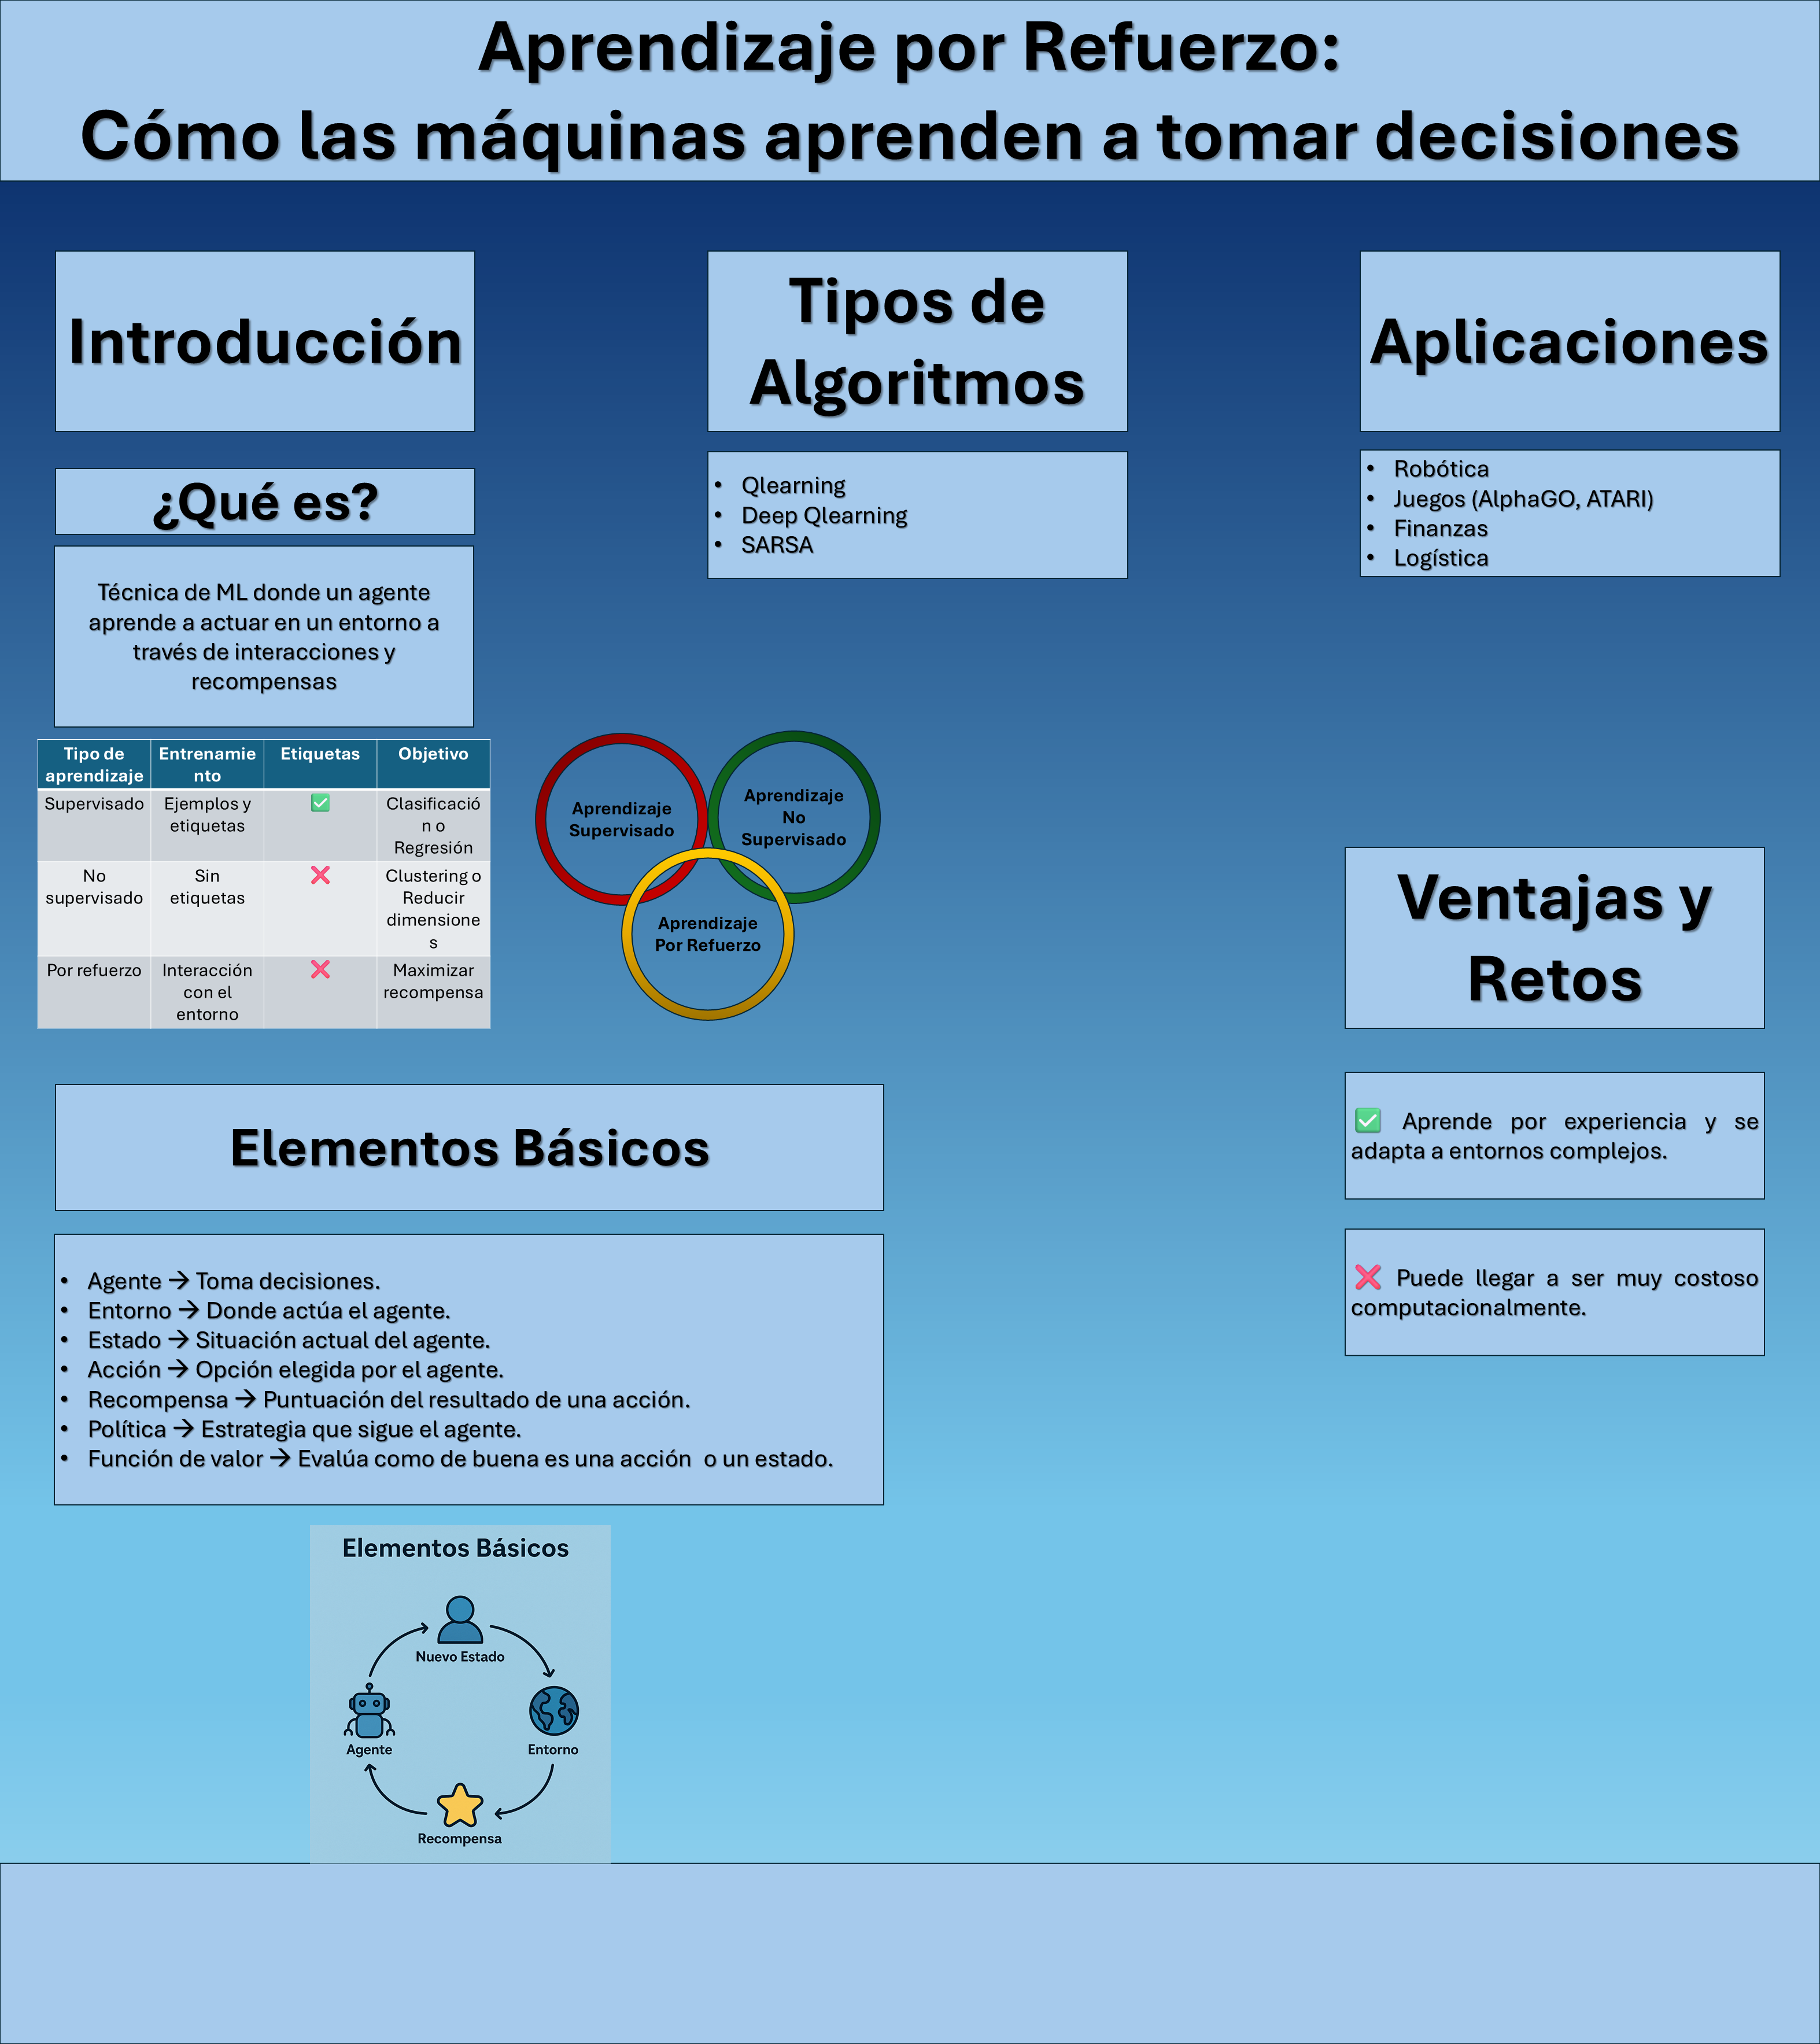 Aprendizaje por Refuerzo:
Cómo las máquinas aprenden a tomar decisiones
Introducción
¿Qué es?
Técnica de ML donde un agente
aprende a actuar en un entorno a
través de interacciones y
recompensas
Tipo de
aprendizaje
Entrenamie
nto
Etiquetas
Objetivo
Supervisado
Ejemplos y
etiquetas
✅
Clasificació
n o
Regresión
No
supervisado
Sin
etiquetas
❌
Clustering o
Reducir
dimensione
s
Por refuerzo
Interacción
con el
entorno
❌
Maximizar
recompensa
Tipos de
Algoritmos
• Qlearning
• Deep Qlearning
• SARSA
Aprendizaje
Supervisado
Aprendizaje
No
Supervisado
Aprendizaje
Por Refuerzo
Elementos Básicos
• Agente → Toma decisiones.
• Entorno → Donde actúa el agente.
• Estado → Situación actual del agente.
• Acción → Opción elegida por el agente.
• Recompensa → Puntuación del resultado de una acción.
• Política → Estrategia que sigue el agente.
• Función de valor → Evalúa como de buena es una acción  o un estado.
Elementos Básicos
Nuevo Estado
Agente
Entorno
Recompensa
Aplicaciones
• Robótica
• Juegos (AlphaGO, ATARI)
• Finanzas
• Logística
Ventajas y
Retos
✅ Aprende por experiencia y se
adapta a entornos complejos.
❌ Puede llegar a ser muy costoso
computacionalmente.